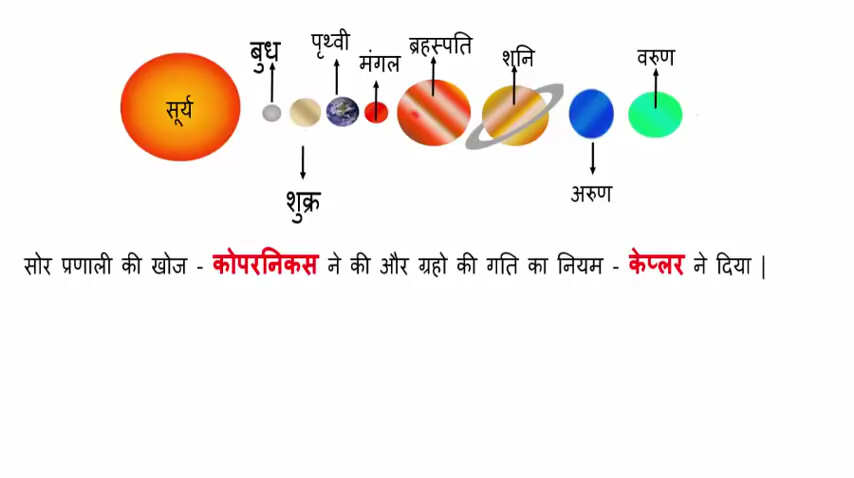 बुध
पृथ्वी
मंगल
ब्रहस्पति
शनि
वरुण
सूर्य
शुक्र
अरुण
सोर प्रणाली की खोज - कोपरनिकस ने की और ग्रहो की गति का नियम - केप्लर ने दिया |